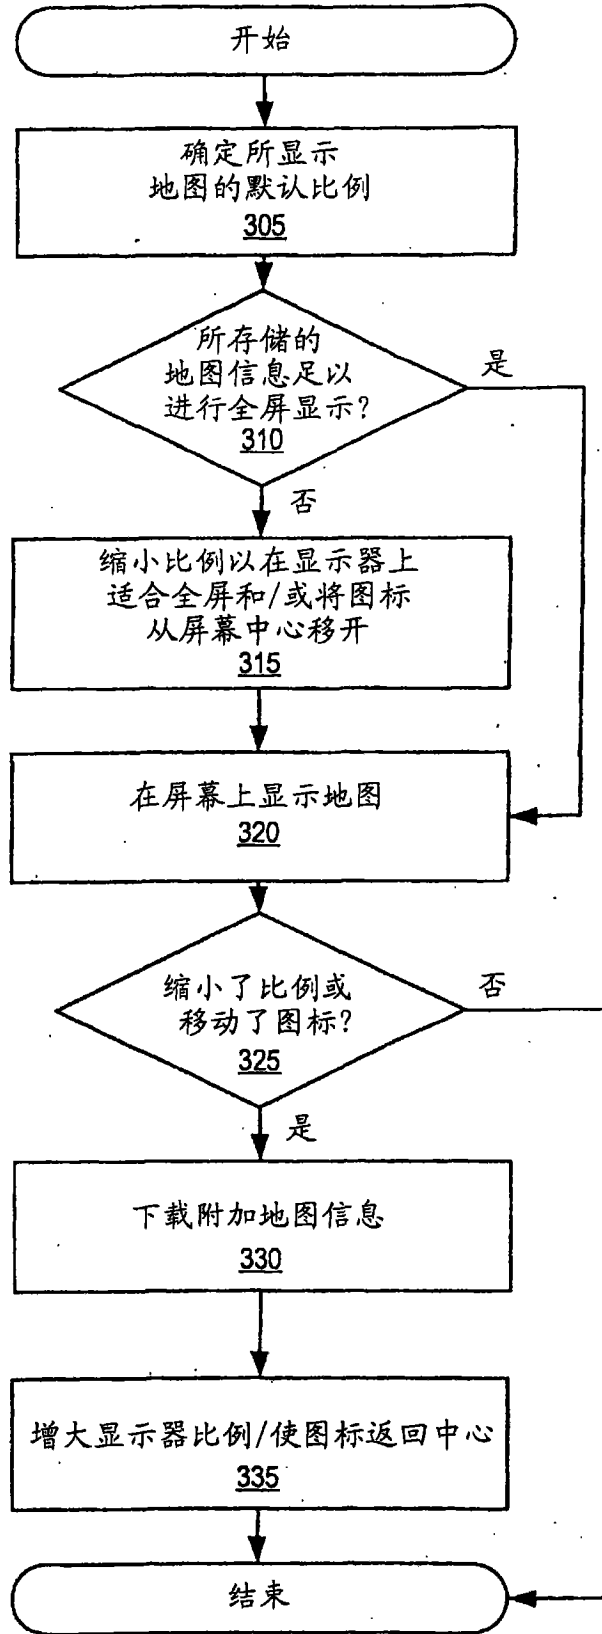 开始
确定所显示
地图的默认比例
305
所存储的
地图信息足以
进行全屏显示?
310
是
否
缩小比例以在显示器上
适合全屏和/或将图标
从屏幕中心移开
315
在屏幕上显示地图
320
缩小了比例或
移动了图标?
325
否
是
下载附加地图信息
330
增大显示器比例/使图标返回中心
335
结束